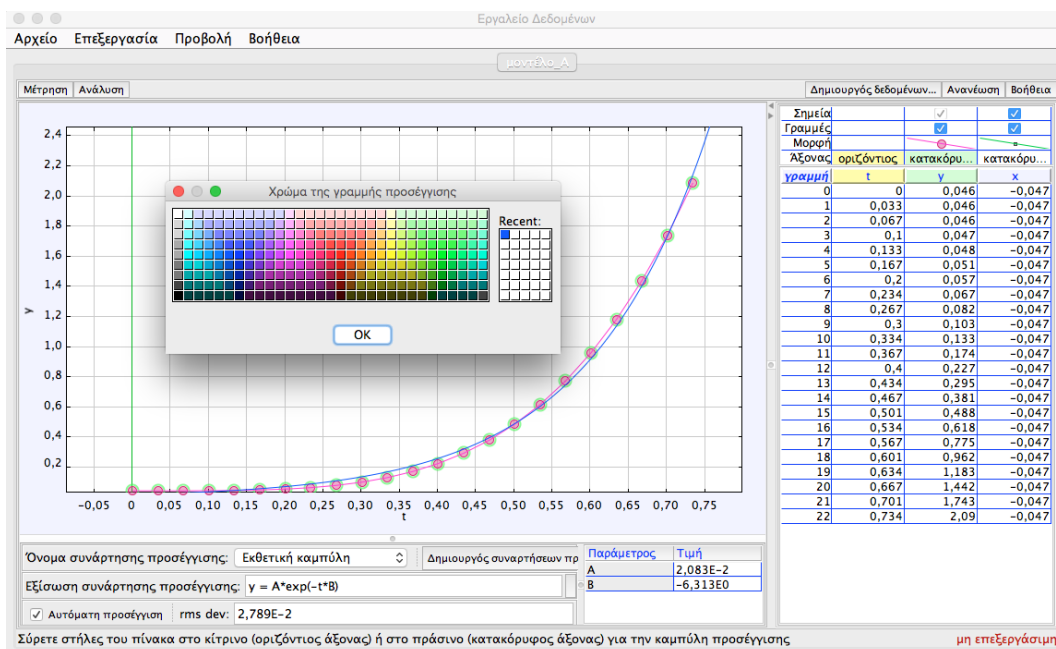 Εργαλείο Δεδομένων
Αρχείο Επεξεργασία Προβολή Βοήθεια
μοντέλο_A
Μέτρηση Ανάλυση Δημιουργός δεδομένων... Ανανέωση Βοήθεια
Χρώμα της γραμμής προσέγγισης
Recent:
OK
2,4
2,2
2,0
1,8
1,6
1,4
1,2
1,0
0,8
0,6
0,4
0,2
y
−0,05 0 0,05 0,10 0,15 0,20 0,25 0,30 0,35 0,40 0,45 0,50 0,55 0,60 0,65 0,70 0,75
t
Σημεία
Γραμμές
Μορφή
Άξονας οριζόντιος κατακόρυ... κατακόρυ...
γραμμή t y x
0 0 0,046 −0,047
1 0,033 0,046 −0,047
2 0,067 0,046 −0,047
3 0,1 0,047 −0,047
4 0,133 0,048 −0,047
5 0,167 0,051 −0,047
6 0,2 0,057 −0,047
7 0,234 0,067 −0,047
8 0,267 0,082 −0,047
9 0,3 0,103 −0,047
10 0,334 0,133 −0,047
11 0,367 0,174 −0,047
12 0,4 0,227 −0,047
13 0,434 0,295 −0,047
14 0,467 0,381 −0,047
15 0,501 0,488 −0,047
16 0,534 0,618 −0,047
17 0,567 0,775 −0,047
18 0,601 0,962 −0,047
19 0,634 1,183 −0,047
20 0,667 1,442 −0,047
21 0,701 1,743 −0,047
22 0,734 2,09 −0,047
Όνομα συνάρτησης προσέγγισης: Εκθετική καμπύλη Δημιουργός συναρτήσεων πρ
Εξίσωση συνάρτησης προσέγγισης: y = A*exp(−t*B)
Αυτόματη προσέγγιση rms dev: 2,789E−2
Παράμετρος Τιμή
A 2,083E−2
B −6,313E0
Σύρετε στήλες του πίνακα στο κίτρινο (οριζόντιος άξονας) ή στο πράσινο (κατακόρυφος άξονας) για την καμπύλη προσέγγισης μη επεξεργάσιμη